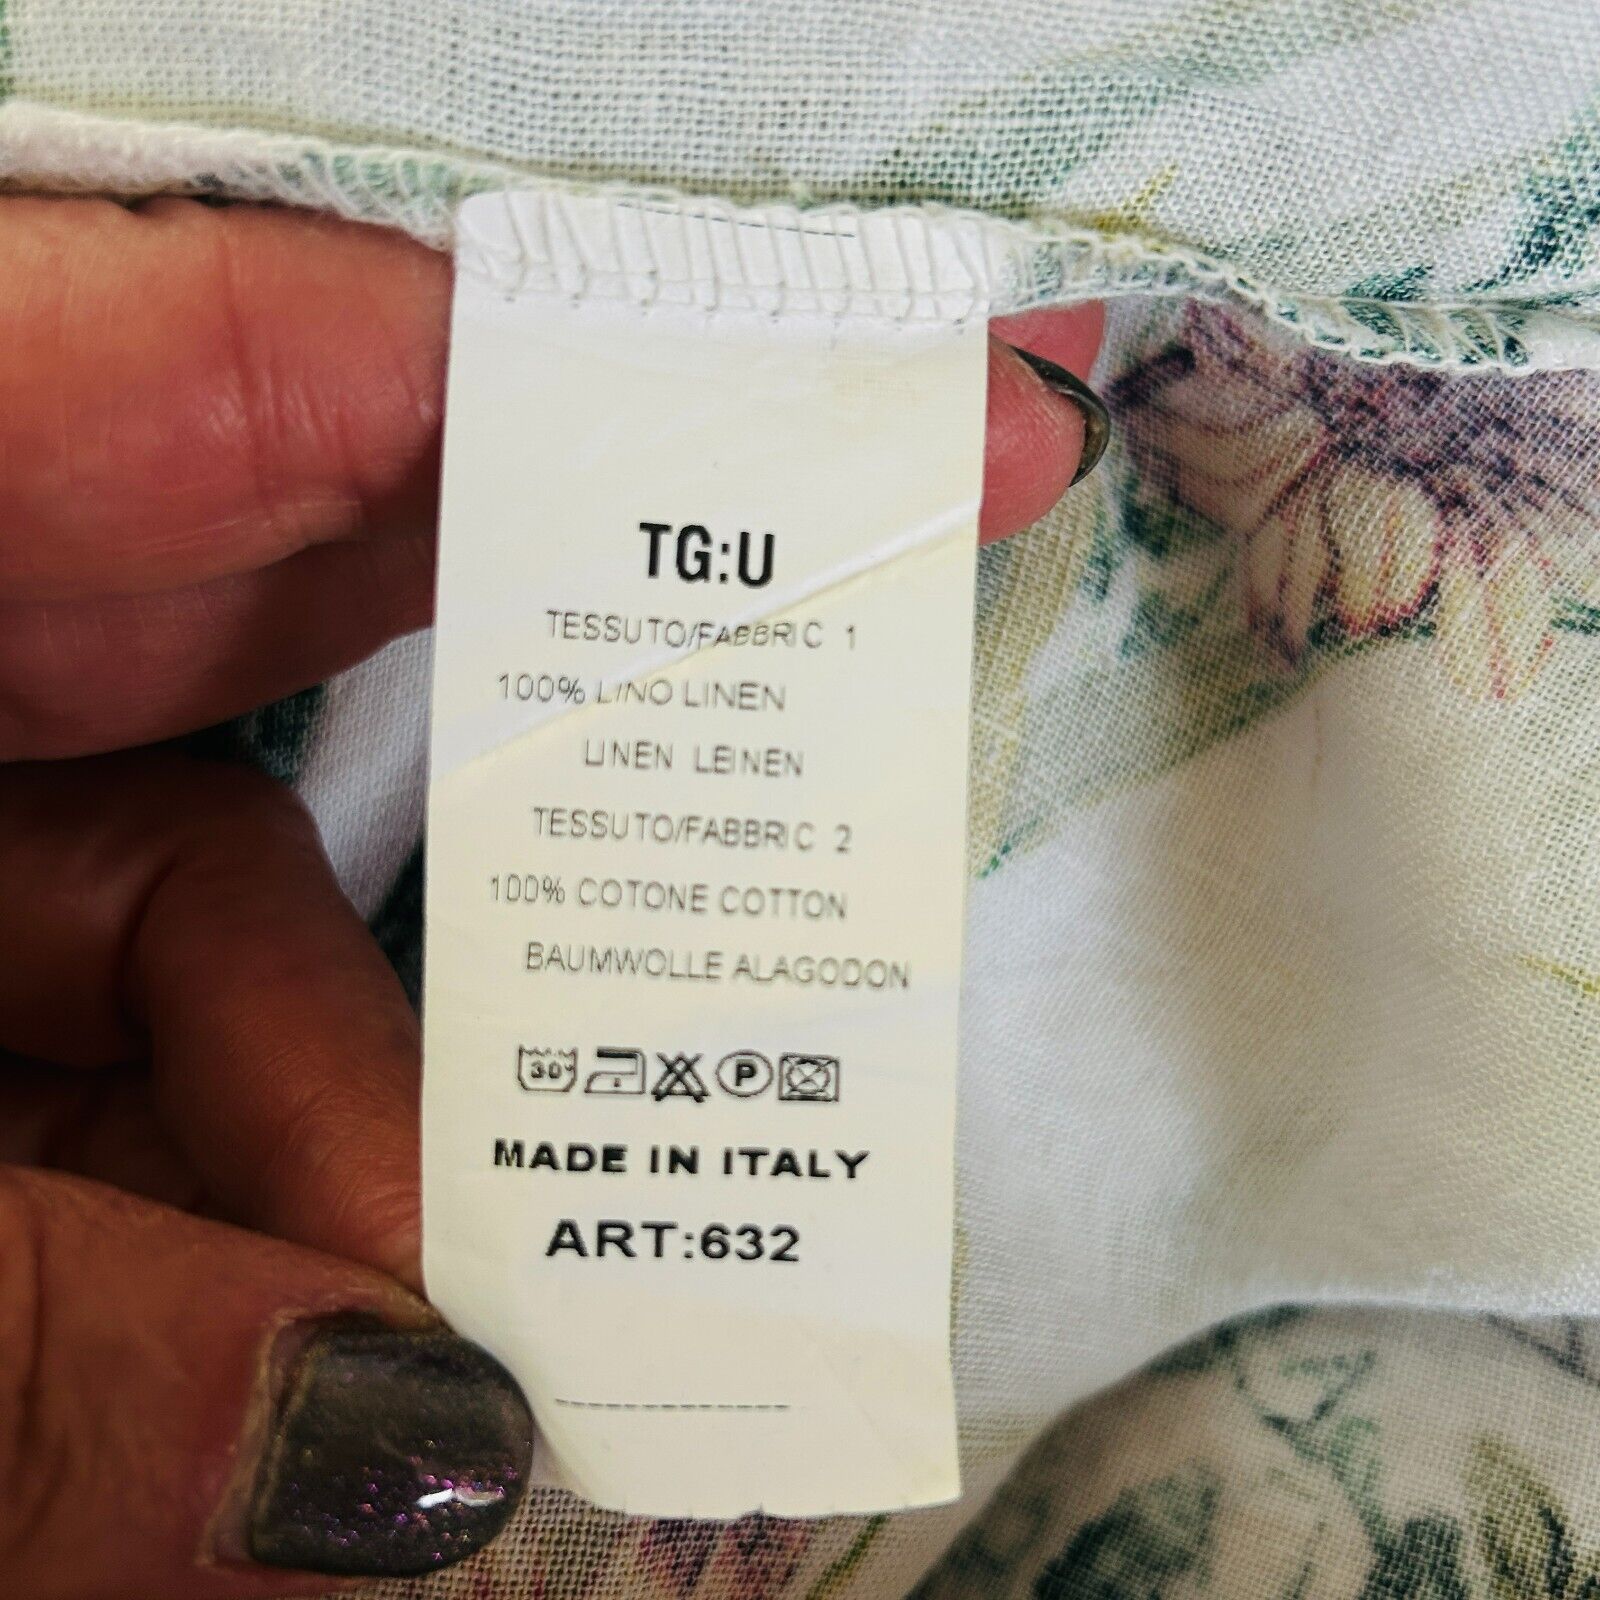 TG:U
TESSUTO/FABBRIC 1
100% LINO LINEN
LINEN LEINEN
TESSUTO/FABBRIC 2
100% COTONE COTTON
BAUMWOLLE ALAGODON
30° P
MADE IN ITALY
ART:632